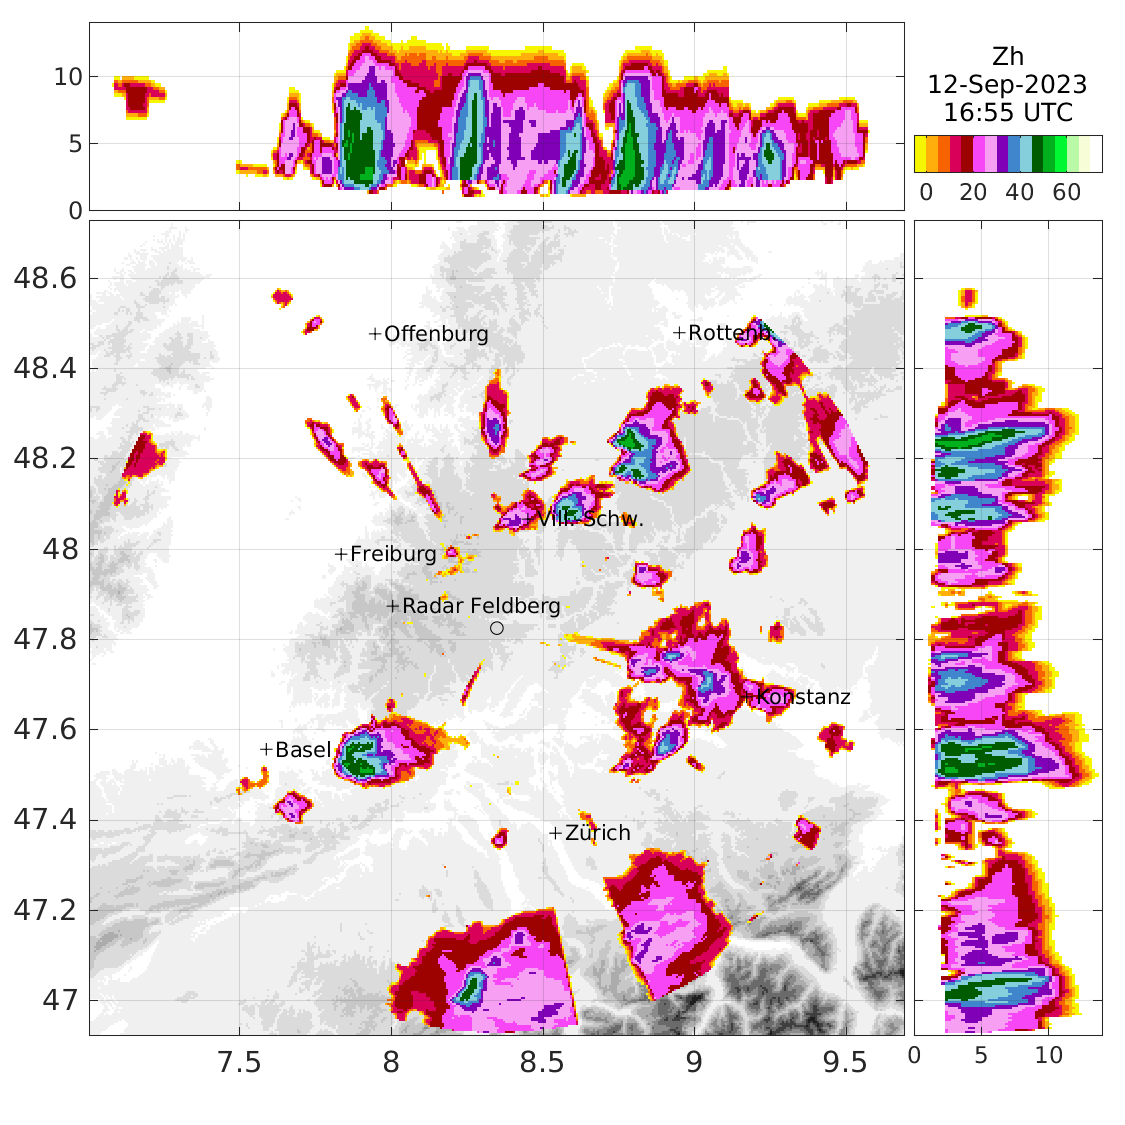 10
5
0
Zh
12-Sep-2023
16:55 UTC
0 20 40 60
48.6
48.4
48.2
48
47.8
47.6
47.4
47.2
47
+Offenburg
+Rottenb
+Vill.-Schw.
+Freiburg
+Radar Feldberg
+Konstanz
+Basel
+Zürich
7.5 8 8.5 9 9.5
0 5 10